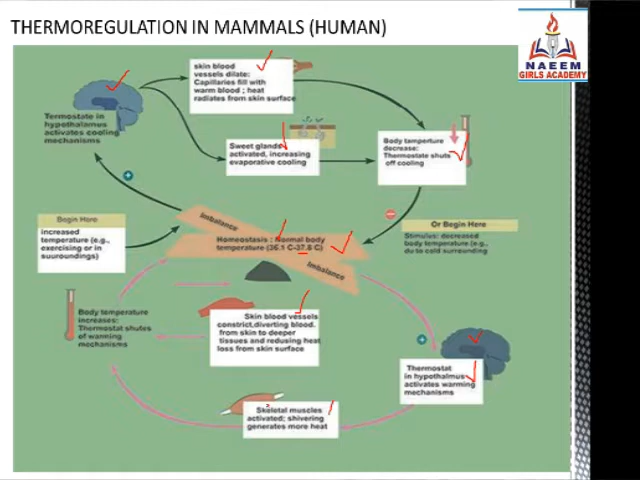 THERMOREGULATION IN MAMMALS (HUMAN)
NAEEM
GIRLS ACADEMY
skin blood
vessels dilate:
Capillaries fill with
warm blood ; heat
radiates from skin surface
Termostate in
hypothalamus
activates cooling
mechanisms
Sweet glands
activated, increasing
evaporative cooling
Body tamperture
decrease:
Thermostate shuts
off cooling
Imbalance
Begin Here
increased
temperature (e.g.,
exercising or in
suuroundings)
Homeostasis : Normal body
temperature (36.1 C-37.8 C)
Or Begin Here
Stimulus: decreased
body temperature (e.g.,
du to cold surrounding
Imbalance
Body temperature
increases:
Thermostat shutes
of warming
mechanisms
Skin blood vessels
constrict,diverting blood.
from skin to deeper
tissues and redusing heat
loss from skin surface
Thermostat
in hypothalmus
activates warming
mechanisms
Skeletal muscles
activated; shivering
generates more heat